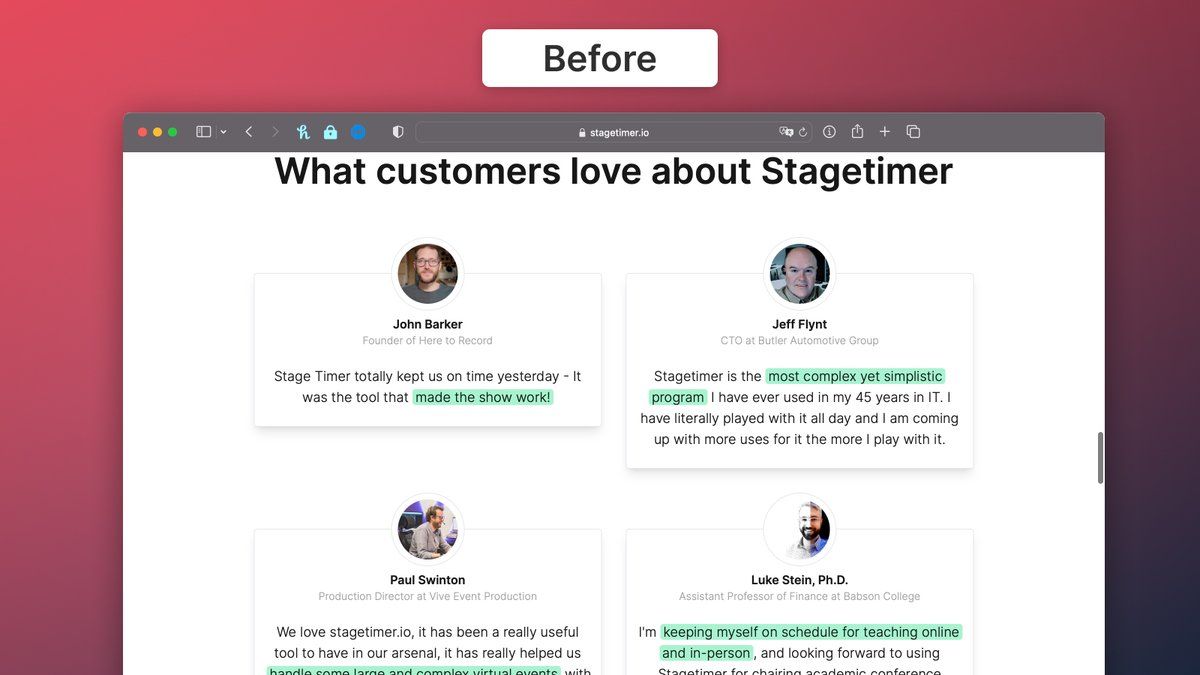 Before
stagetimer.io
What customers love about Stagetimer
John Barker
Founder of Here to Record
Stage Timer totally kept us on time yesterday - It
was the tool that made the show work!
Jeff Flynt
CTO at Butler Automotive Group
Stagetimer is the most complex yet simplistic
program I have ever used in my 45 years in IT. I
have literally played with it all day and I am coming
up with more uses for it the more I play with it.
Paul Swinton
Production Director at Vive Event Production
We love stagetimer.io, it has been a really useful
tool to have in our arsenal, it has really helped us
handle some large and complex virtual events with
Luke Stein, Ph.D.
Assistant Professor of Finance at Babson College
I'm keeping myself on schedule for teaching online
and in-person, and looking forward to using
Stagetimer for chairing academic conference